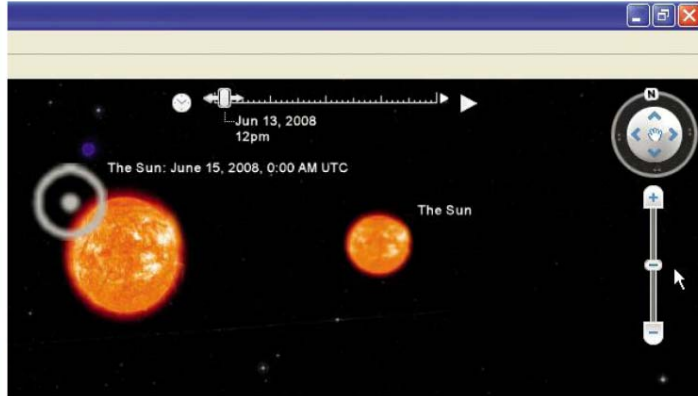 N
Jun 13, 2008
12pm
The Sun: June 15, 2008, 0:00 AM UTC
The Sun